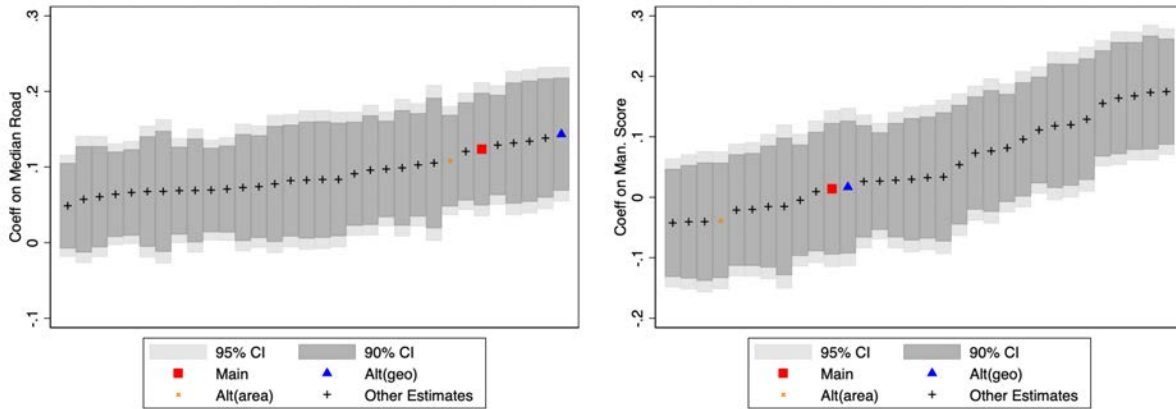 .3
.2
.1
0
-.1
Coeff on Median Road
95% CI
90% CI
Main
Alt(geo)
Alt(area)
Other Estimates
.3
.2
.1
0
-.1
-.2
Coeff on Man. Score
95% CI
90% CI
Main
Alt(geo)
Alt(area)
Other Estimates